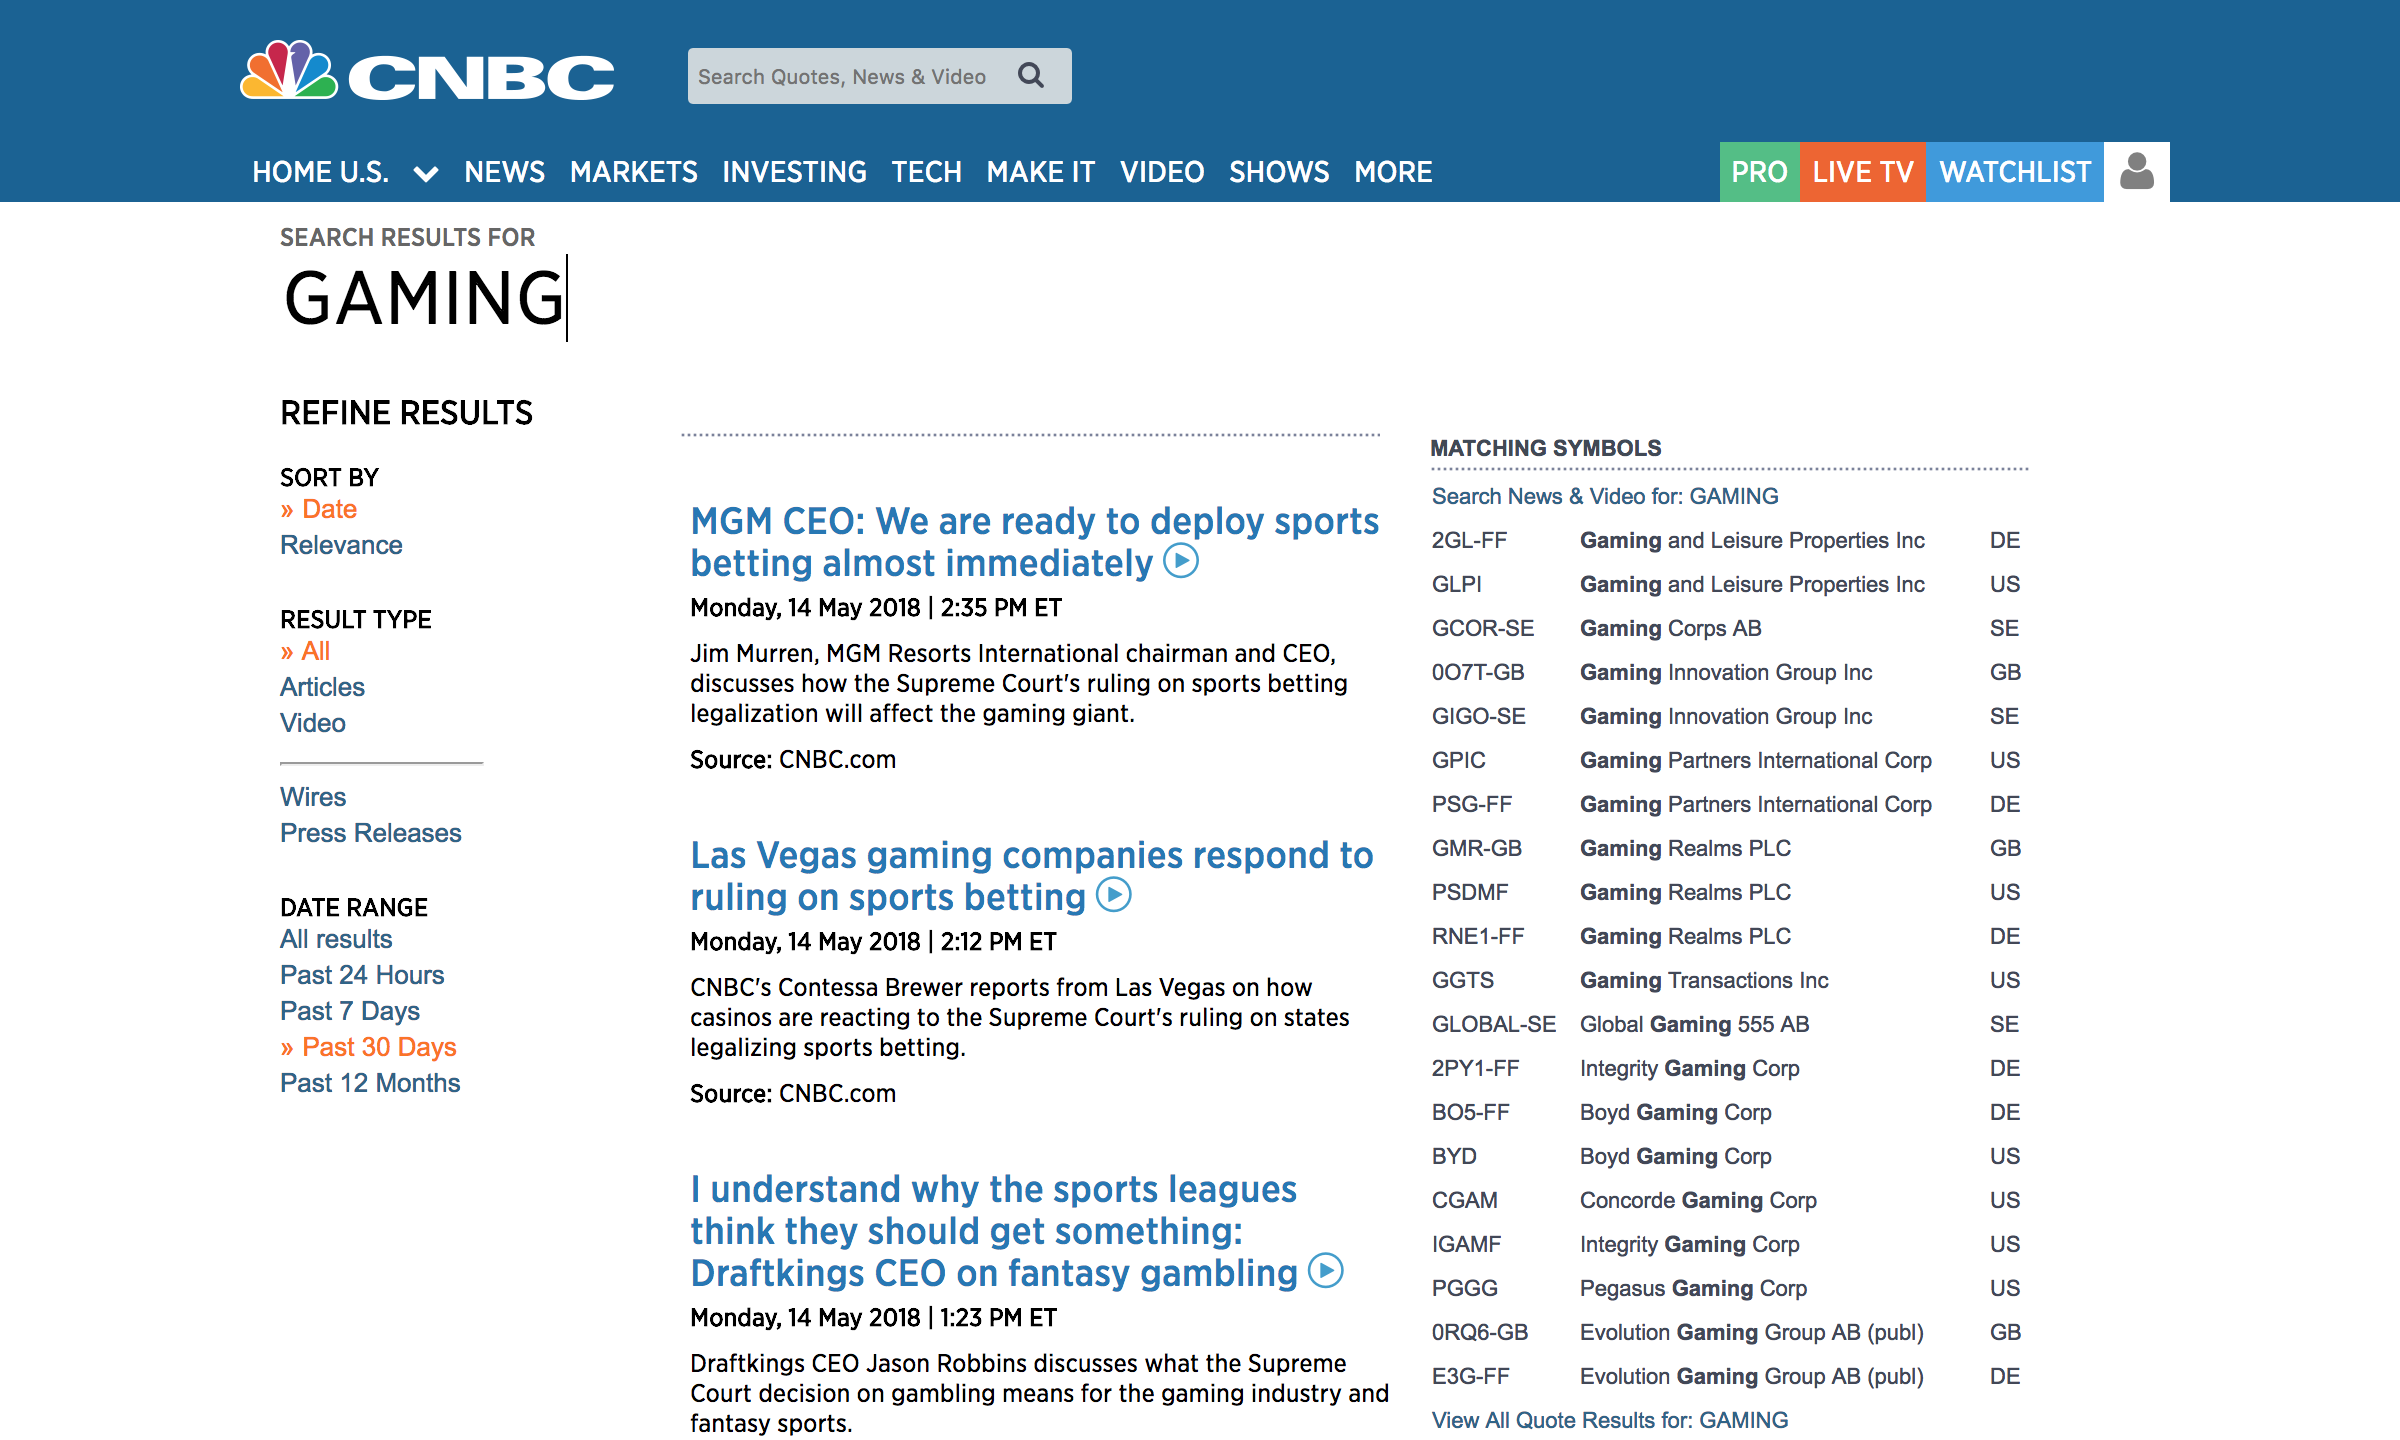 CNBC
Search Quotes, News & Video
HOME U.S. NEWS MARKETS INVESTING TECH MAKE IT VIDEO SHOWS MORE PRO LIVE TV WATCHLIST
SEARCH RESULTS FOR
GAMING
REFINE RESULTS
SORT BY
» Date
Relevance
RESULT TYPE
» All
Articles
Video
Wires
Press Releases
DATE RANGE
All results
Past 24 Hours
Past 7 Days
» Past 30 Days
Past 12 Months
MGM CEO: We are ready to deploy sports
betting almost immediately
Monday, 14 May 2018 | 2:35 PM ET
Jim Murren, MGM Resorts International chairman and CEO,
discusses how the Supreme Court's ruling on sports betting
legalization will affect the gaming giant.
Source: CNBC.com
Las Vegas gaming companies respond to
ruling on sports betting
Monday, 14 May 2018 | 2:12 PM ET
CNBC's Contessa Brewer reports from Las Vegas on how
casinos are reacting to the Supreme Court's ruling on states
legalizing sports betting.
Source: CNBC.com
I understand why the sports leagues
think they should get something:
Draftkings CEO on fantasy gambling
Monday, 14 May 2018 | 1:23 PM ET
Draftkings CEO Jason Robbins discusses what the Supreme
Court decision on gambling means for the gaming industry and
fantasy sports.
MATCHING SYMBOLS
Search News & Video for: GAMING
2GL-FF Gaming and Leisure Properties Inc DE
GLPI Gaming and Leisure Properties Inc US
GCOR-SE Gaming Corps AB SE
0O7T-GB Gaming Innovation Group Inc GB
GIGO-SE Gaming Innovation Group Inc SE
GPIC Gaming Partners International Corp US
PSG-FF Gaming Partners International Corp DE
GMR-GB Gaming Realms PLC GB
PSDMF Gaming Realms PLC US
RNE1-FF Gaming Realms PLC DE
GGTS Gaming Transactions Inc US
GLOBAL-SE Global Gaming 555 AB SE
2PY1-FF Integrity Gaming Corp DE
BO5-FF Boyd Gaming Corp DE
BYD Boyd Gaming Corp US
CGAM Concorde Gaming Corp US
IGAMF Integrity Gaming Corp US
PGGG Pegasus Gaming Corp US
0RQ6-GB Evolution Gaming Group AB (publ) GB
E3G-FF Evolution Gaming Group AB (publ) DE
View All Quote Results for: GAMING